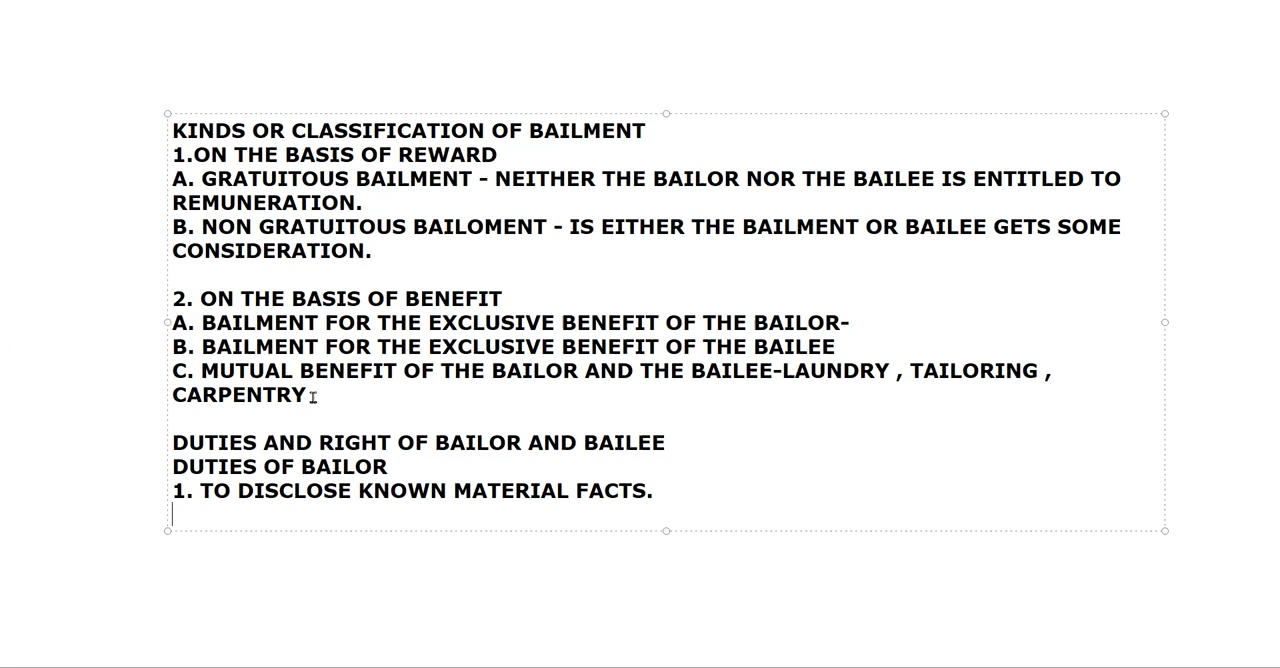 KINDS OR CLASSIFICATION OF BAILMENT
1.ON THE BASIS OF REWARD
A. GRATUITOUS BAILMENT - NEITHER THE BAILOR NOR THE BAILEE IS ENTITLED TO
REMUNERATION.
B. NON GRATUITOUS BAILOMENT - IS EITHER THE BAILMENT OR BAILEE GETS SOME
CONSIDERATION.
2. ON THE BASIS OF BENEFIT
A. BAILMENT FOR THE EXCLUSIVE BENEFIT OF THE BAILOR-
B. BAILMENT FOR THE EXCLUSIVE BENEFIT OF THE BAILEE
C. MUTUAL BENEFIT OF THE BAILOR AND THE BAILEE-LAUNDRY , TAILORING ,
CARPENTRY
DUTIES AND RIGHT OF BAILOR AND BAILEE
DUTIES OF BAILOR
1. TO DISCLOSE KNOWN MATERIAL FACTS.